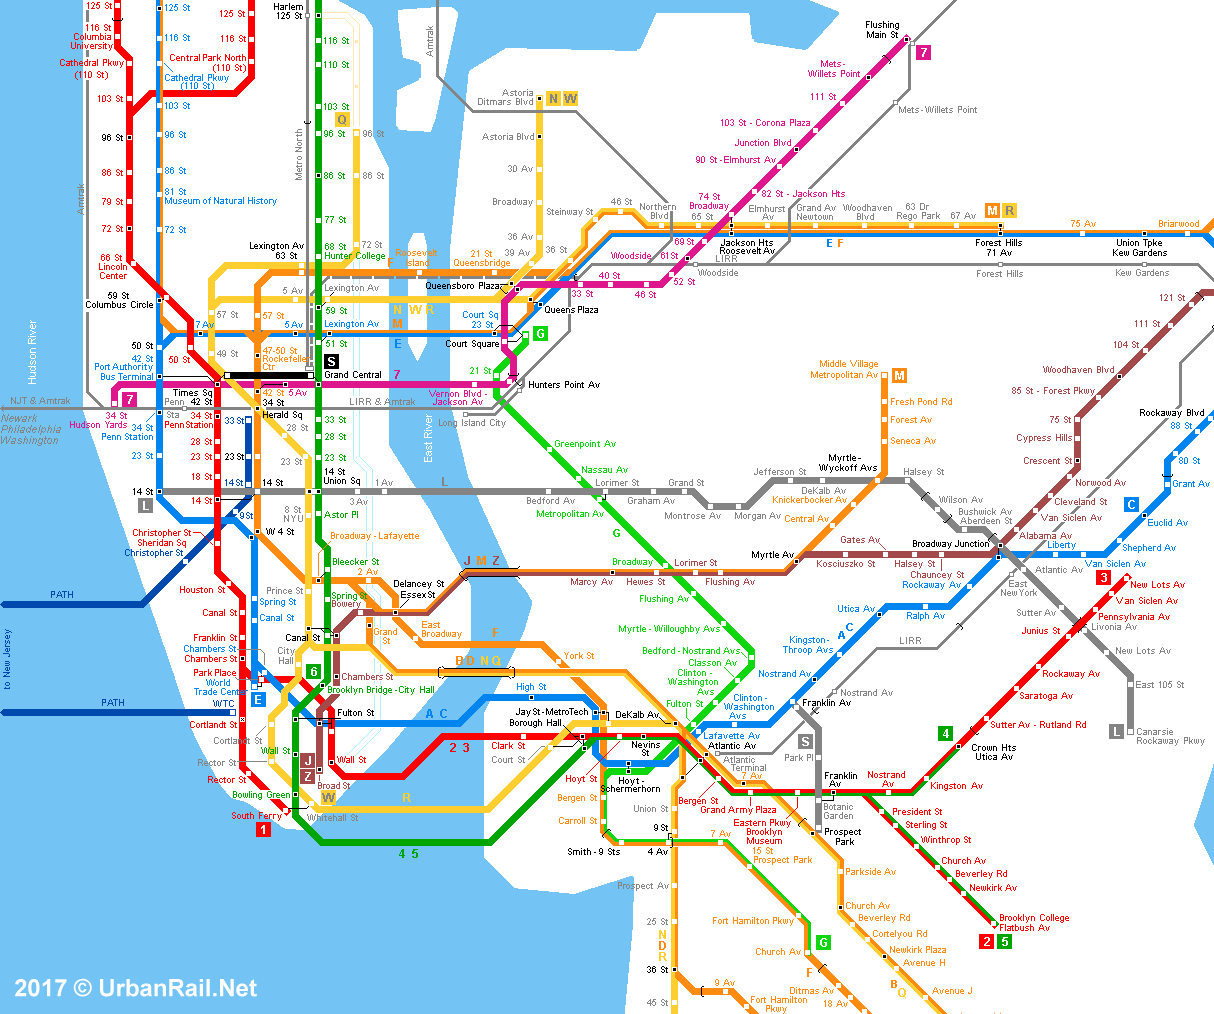 125 St
125 St
125 St
Harlem
125 St
Flushing
Main St
116 St
116 St
Columbia
University
116 St
116 St
7
Cathedral Pkwy
(110 St)
Cathedral Pkwy
(110 St)
Central Park North
(110 St)
110 St
Amtrak
Mets-
Willets Point
103 St
103 St
103 St
111 St
Astoria
Ditmars Blvd
N W
Mets-Willets Point
Q
103 St - Corona Plaza
96 St
96 St
96 St
96 St
Metro North
Astoria Blvd
Junction Blvd
90 St-Elmhurst Av
86 St
86 St
86 St
86 St
30 Av
82 St - Jackson Hts
79 St
81 St
Museum of Natural History
Amtrak
Broadway
74 St
Broadway
72 St
72 St
77 St
Steinway St
46 St
Northern
Blvd
65 St
Elmhurst
Av
Grand Av
Newtown
Woodhaven
Blvd
63 Dr
Rego Park
67 Av
M R
75 Av
Briarwood
Lexington Av
63 St
68 St
Hunter College
72 St
36 Av
39 Av
36 St
69 St
Jackson Hts
Roosevelt Av
E F
Forest Hills
71 Av
Union Tpke
Kew Gardens
66 St
Lincoln
Center
F
Roosevelt
Island
21 St
Queensbridge
Woodside
61 St
LIRR
Woodside
Forest Hills
Kew Gardens
59 St
Columbus Circle
5 Av
Lexington Av
Queensboro Plaza
33 St
40 St
46 St
52 St
121 St
57 St
57 St
59 St
N W R
Court Sq
23 St
Queens Plaza
7 Av
5 Av
Lexington Av
M
E
111 St
50 St
50 St
49 St
47-50 St
Rockefeller
Ctr
51 St
S
Court Square
G
104 St
Hudson River
42 St
Port Authority
Bus Terminal
Grand Central
7
21 St
Hunters Point Av
Middle Village
Metropolitan Av
M
Woodhaven Blvd
Times Sq
42 St
42 St
5 Av
Vernon Blvd -
Jackson Av
Fresh Pond Rd
85 St - Forest Pkwy
NJT & Amtrak
Newark
Philadelphia
Washington
7
34 St
Hudson Yards
Penn
Sta
34 St
Penn Station
34 St
Penn Station
33 St
34 St
Herald Sq
LIRR & Amtrak
Long Island City
Forest Av
75 St
Rockaway Blvd
88 St
28 St
28 St
33 St
28 St
East River
Greenpoint Av
Seneca Av
Cypress Hills
23 St
23 St
23 St
23 St
23 St
Nassau Av
Myrtle-
Wyckoff Avs
Crescent St
80 St
18 St
14 St
14 St
14 St
Union Sq
L
1 Av
3 Av
Bedford Av
Lorimer St
Grand St
Jefferson St
DeKalb Av
Halsey St
Norwood Av
Grant Av
14 St
L
14 St
9 St
8 St
NYU
Astor Pl
Metropolitan Av
Graham Av
Montrose Av
Morgan Av
Knickerbocker Av
Central Av
Wilson Av
Bushwick Av
Aberdeen St
Cleveland St
Van Siclen Av
C
Euclid Av
Christopher St
Sheridan Sq
Christopher St
W 4 St
Broadway - Lafayette
G
Gates Av
Broadway Junction
Alabama Av
Liberty
Av
Shepherd Av
Bleecker St
2 Av
J M Z
Broadway
Lorimer St
Myrtle Av
Kosciuszko St
Halsey St
Chauncey St
Rockaway Av
Van Siclen Av
Atlantic Av
3
New Lots Av
Houston St
Prince St
Spring St
Spring St
Bowery
Delancey St
Essex St
Marcy Av
Hewes St
Flushing Av
Flushing Av
East
New York
PATH
Canal St
Canal St
Utica Av
Ralph Av
Sutter Av
Van Siclen Av
Pennsylvania Av
Livonia Av
to New Jersey
Franklin St
Chambers St
Chambers St
Canal St
City
Hall
Grand
St
East
Broadway
F
Myrtle - Willoughby Avs
A C
Kingston-
Throop Avs
LIRR
Junius St
New Lots Av
Park Place
World
Trade Center
E
6
Chambers St
Brooklyn Bridge-City Hall
B D N Q
York St
Bedford-Nostrand Avs
Classon Av
Clinton -
Washington
Avs
Nostrand Av
Rockaway Av
East 105 St
PATH
WTC
Cortlandt St
Fulton St
High St
A C
Jay St-MetroTech
Borough Hall
DeKalb Av
Fulton St
Clinton -
Washington
Avs
Franklin Av
Nostrand Av
Saratoga Av
Cortlandt St
Wall St
2 3
Clark St
Court St
Nevins
St
Lafayette Av
Atlantic Av
S
4
Sutter Av - Rutland Rd
L
Canarsie
Rockaway Pkwy
Rector St
Rector St
J
Z
Wall St
Hoyt St
Hoyt -
Schermerhorn
Atlantic
Terminal
Park Pl
Crown Hts
Utica Av
Bowling Green
Broad St
W
R
Bergen St
7 Av
Bergen St
Grand Army Plaza
Franklin
Av
Nostrand
Av
Kingston Av
South Ferry
1
Whitehall St
Carroll St
Union St
Eastern Pkwy
Brooklyn
Museum
Botanic
Garden
President St
Sterling St
9 St
4 Av
Smith - 9 Sts
7 Av
Prospect
Park
Winthrop St
4 5
15 St
Prospect Park
Church Av
Parkside Av
Beverley Rd
Prospect Av
Newkirk Av
25 St
N
D
R
Fort Hamilton Pkwy
Church Av
G
Church Av
Beverley Rd
Cortelyou Rd
Newkirk Plaza
Brooklyn College
Flatbush Av
2 5
36 St
F
Avenue H
9 Av
Ditmas Av
B
Q
Avenue J
45 St
Fort Hamilton
Pkwy
18 Av
2017 © UrbanRail.Net